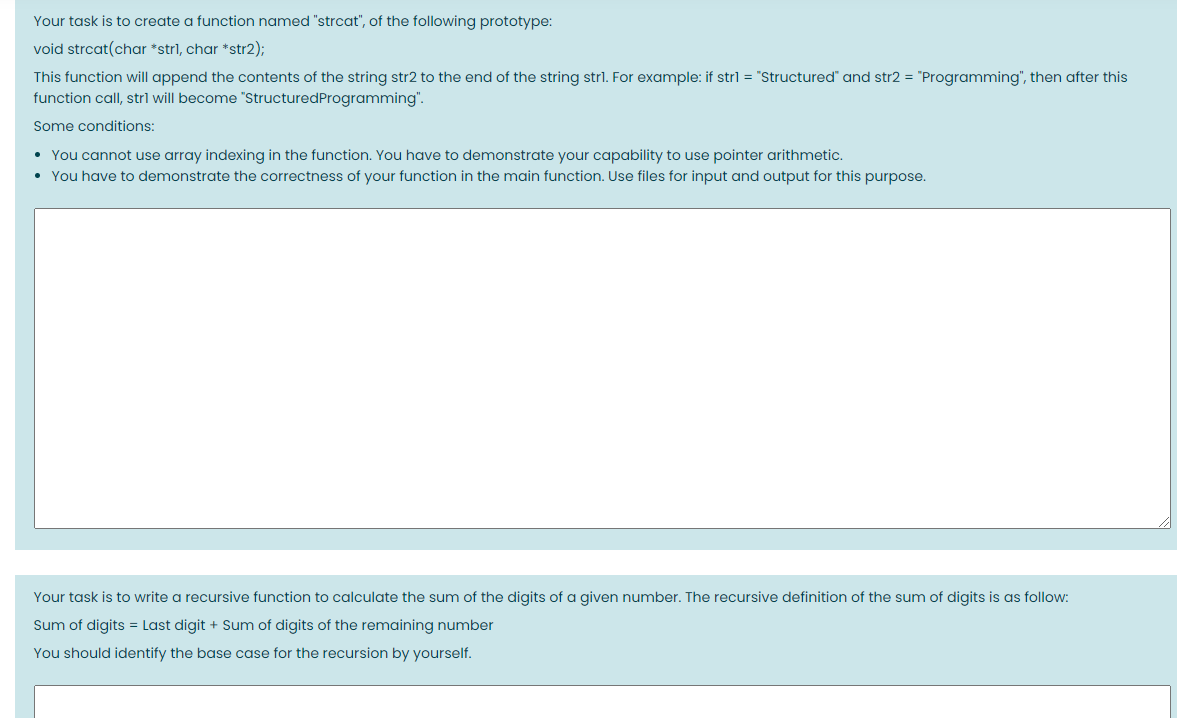 Your task is to create a function named "strcat", of the following prototype:
void strcat(char *str1, char *str2);
This function will append the contents of the string str2 to the end of the string str1. For example: if str1 = "Structured" and str2 = "Programming", then after this
function call, str1 will become "StructuredProgramming".
Some conditions:
• You cannot use array indexing in the function. You have to demonstrate your capability to use pointer arithmetic.
• You have to demonstrate the correctness of your function in the main function. Use files for input and output for this purpose.
Your task is to write a recursive function to calculate the sum of the digits of a given number. The recursive definition of the sum of digits is as follow:
Sum of digits = Last digit + Sum of digits of the remaining number
You should identify the base case for the recursion by yourself.